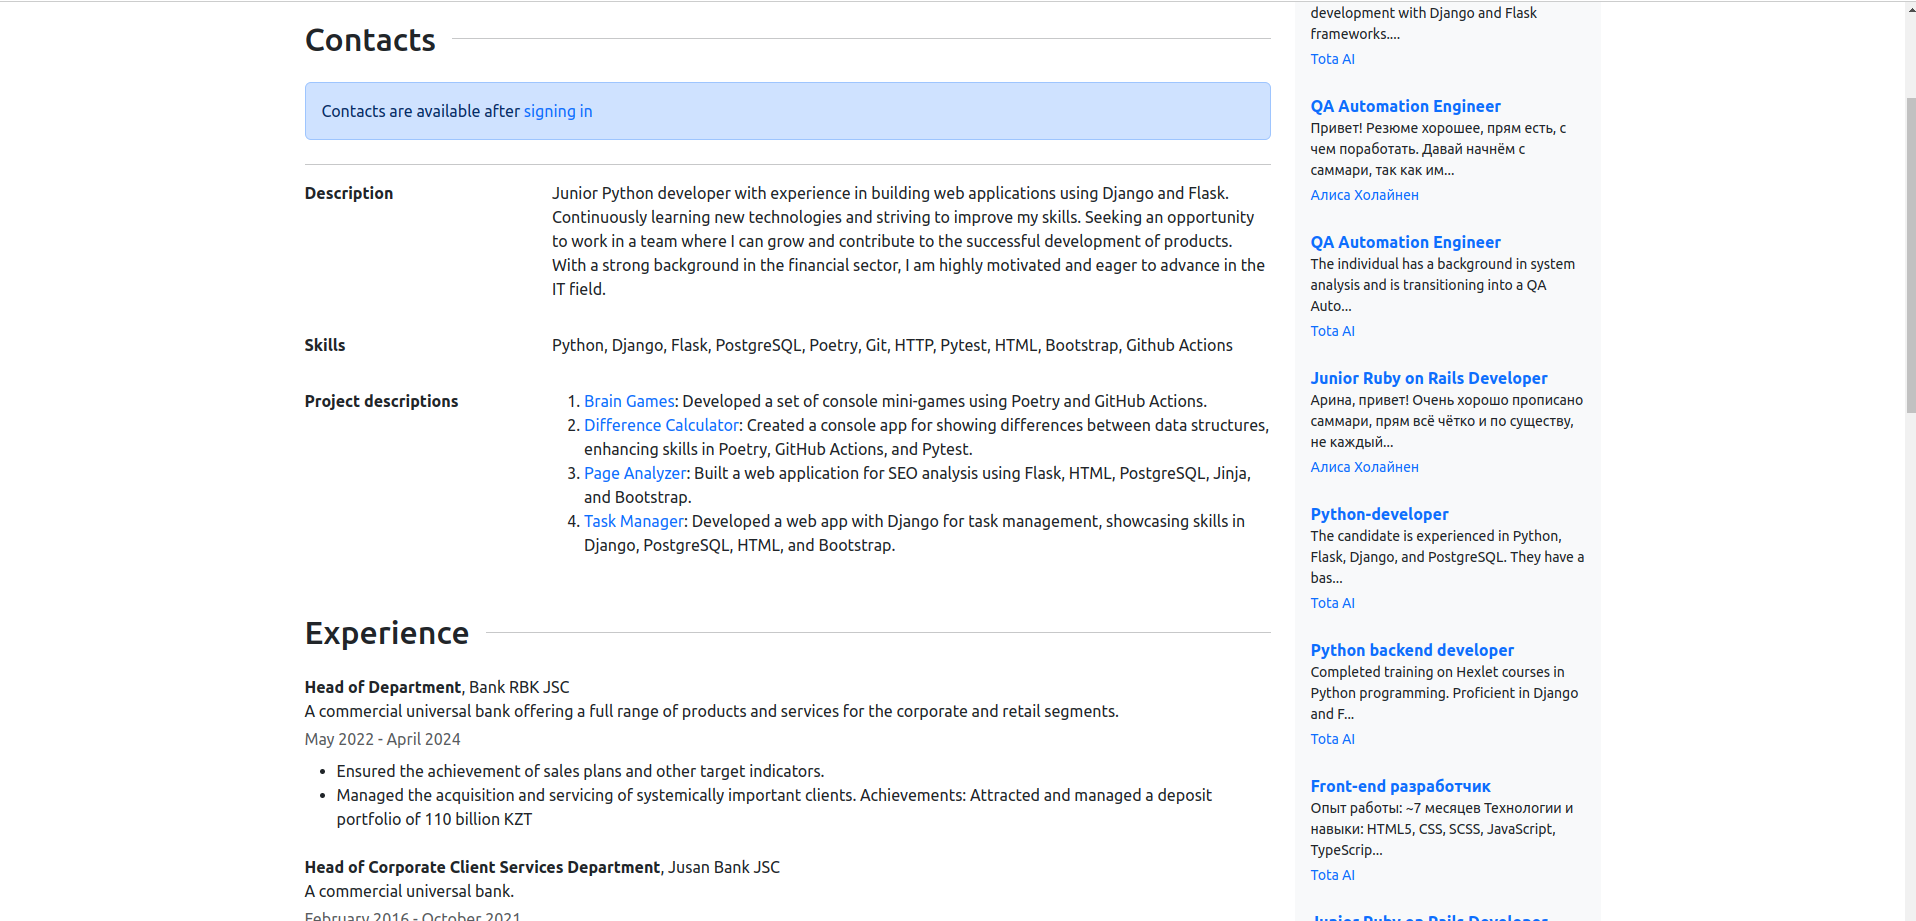 Contacts
Contacts are available after signing in
Description
Junior Python developer with experience in building web applications using Django and Flask.
Continuously learning new technologies and striving to improve my skills. Seeking an opportunity
to work in a team where I can grow and contribute to the successful development of products.
With a strong background in the financial sector, I am highly motivated and eager to advance in the
IT field.
Skills
Python, Django, Flask, PostgreSQL, Poetry, Git, HTTP, Pytest, HTML, Bootstrap, Github Actions
Project descriptions
1. Brain Games: Developed a set of console mini-games using Poetry and GitHub Actions.
2. Difference Calculator: Created a console app for showing differences between data structures,
enhancing skills in Poetry, GitHub Actions, and Pytest.
3. Page Analyzer: Built a web application for SEO analysis using Flask, HTML, PostgreSQL, Jinja,
and Bootstrap.
4. Task Manager: Developed a web app with Django for task management, showcasing skills in
Django, PostgreSQL, HTML, and Bootstrap.
Experience
Head of Department, Bank RBK JSC
A commercial universal bank offering a full range of products and services for the corporate and retail segments.
May 2022 - April 2024
• Ensured the achievement of sales plans and other target indicators.
• Managed the acquisition and servicing of systemically important clients. Achievements: Attracted and managed a deposit
portfolio of 110 billion KZT
Head of Corporate Client Services Department, Jusan Bank JSC
A commercial universal bank.
February 2016 - October 2021
development with Django and Flask
frameworks....
Tota AI
QA Automation Engineer
Привет! Резюме хорошее, прям есть, с
чем поработать. Давай начнём с
саммари, так как им...
Алиса Холайнен
QA Automation Engineer
The individual has a background in system
analysis and is transitioning into a QA
Auto...
Tota AI
Junior Ruby on Rails Developer
Арина, привет! Очень хорошо прописано
саммари, прям всё чётко и по существу,
не каждый...
Алиса Холайнен
Python-developer
The candidate is experienced in Python,
Flask, Django, and PostgreSQL. They have a
bas...
Tota AI
Python backend developer
Completed training on Hexlet courses in
Python programming. Proficient in Django
and F...
Tota AI
Front-end разработчик
Опыт работы: ~7 месяцев Технологии и
навыки: HTML5, CSS, SCSS, JavaScript,
TypeScrip...
Tota AI
Junior Ruby on Rails Developer